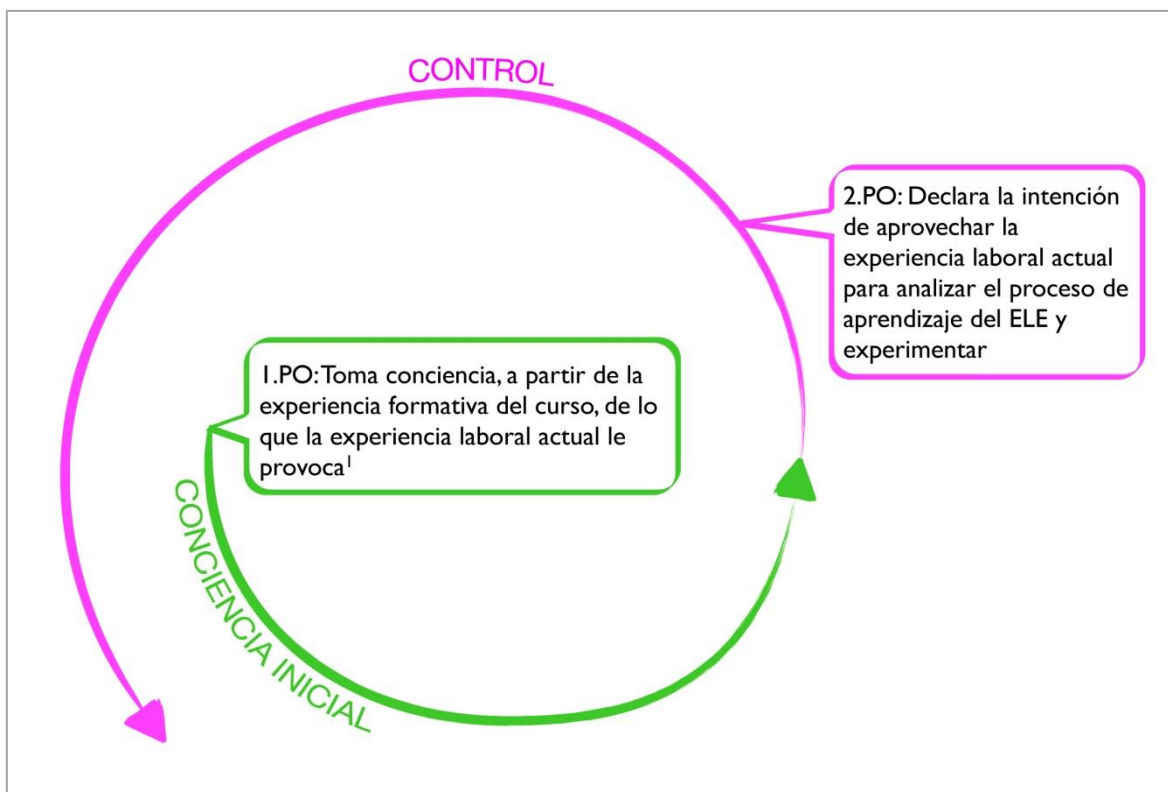 CONTROL
2.PO: Declara la intención
de aprovechar la
experiencia laboral actual
para analizar el proceso de
aprendizaje del ELE y
experimentar
1.PO: Toma conciencia, a partir de la
experiencia formativa del curso, de lo
que la experiencia laboral actual le
provoca¹
CONCIENCIA INICIAL